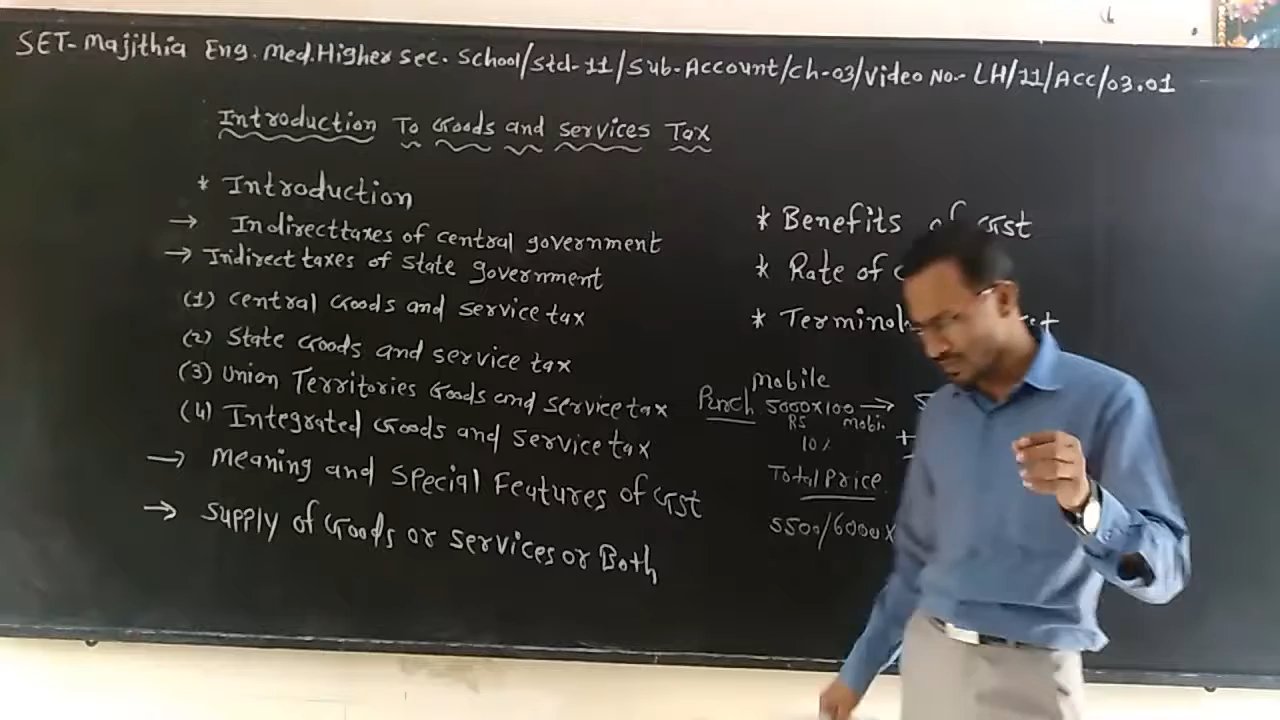 SET-Majithia Eng. Med. Higher Sec. School/Std-11/Sub-Account/Ch-03/Video No.- LH/11/ACC/03.01
Introduction To Goods and Services Tax
* Introduction
→ Indirecttaxes of central government
→ Indirect taxes of State government
(1) Central Goods and service tax
(2) State Goods and service tax
(3) Union Territories Goods and service tax
(4) Integrated Goods and service tax
→ Meaning and Special Features of GST
→ Supply of Goods or services or Both
* Benefits of GST
* Rate of
*
Mobile
Purch. 5000x100 →
RS mobi.
10%
Total Price
5500/6000x